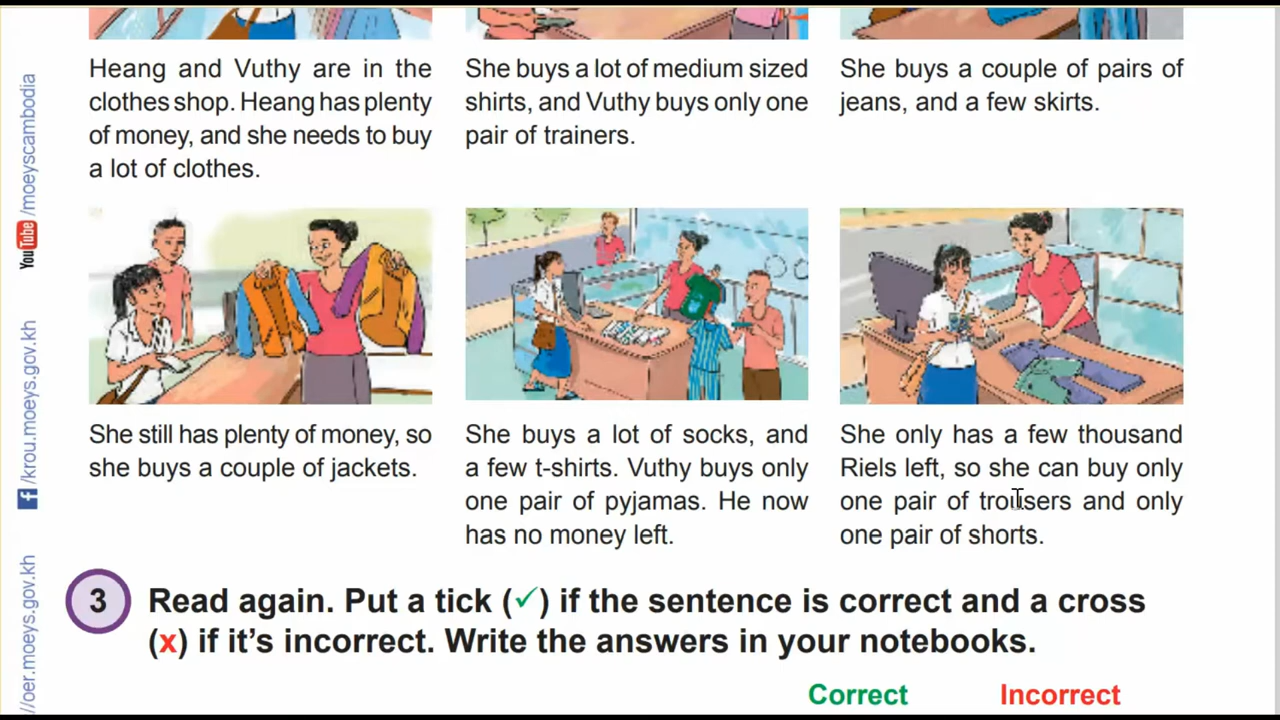 Heang and Vuthy are in the
clothes shop. Heang has plenty
of money, and she needs to buy
a lot of clothes.
She buys a lot of medium sized
shirts, and Vuthy buys only one
pair of trainers.
She buys a couple of pairs of
jeans, and a few skirts.
She still has plenty of money, so
she buys a couple of jackets.
She buys a lot of socks, and
a few t-shirts. Vuthy buys only
one pair of pyjamas. He now
has no money left.
She only has a few thousand
Riels left, so she can buy only
one pair of trousers and only
one pair of shorts.
3 Read again. Put a tick (✓) if the sentence is correct and a cross
(x) if it's incorrect. Write the answers in your notebooks.
Correct Incorrect
YouTube /moeyscambodia
f /krou.moeys.gov.kh
//oer.moeys.gov.kh